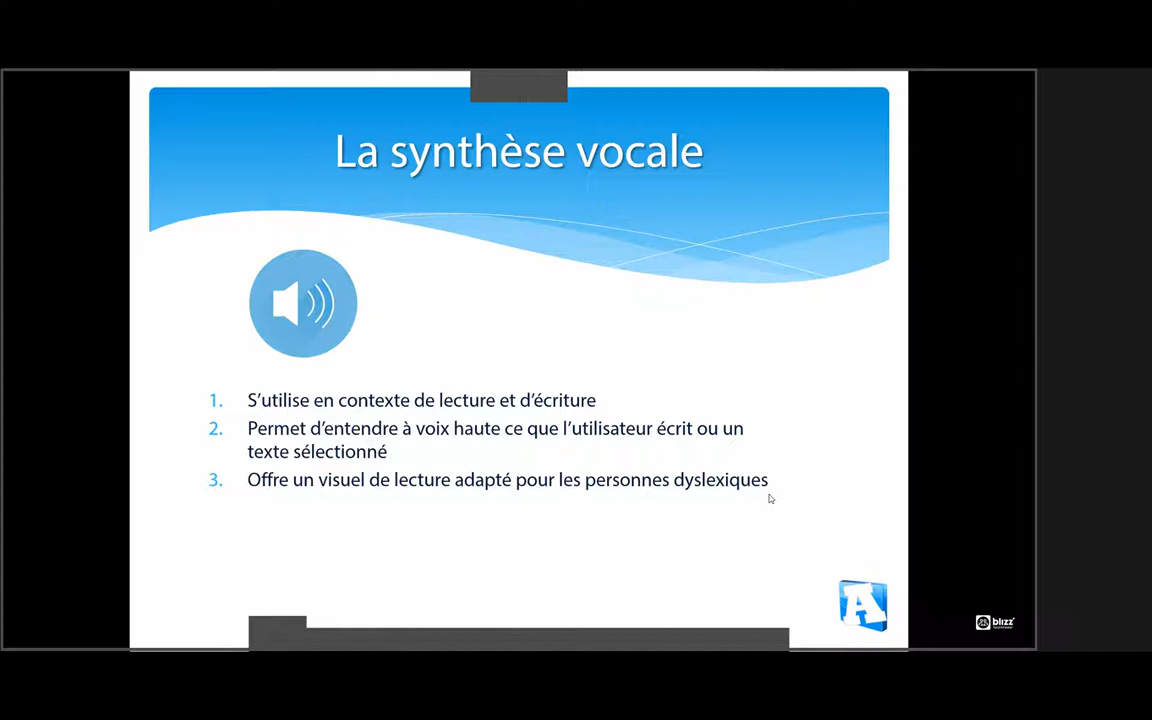 La synthèse vocale
1. S’utilise en contexte de lecture et d’écriture
2. Permet d’entendre à voix haute ce que l’utilisateur écrit ou un
texte sélectionné
3. Offre un visuel de lecture adapté pour les personnes dyslexiques
A
blizz